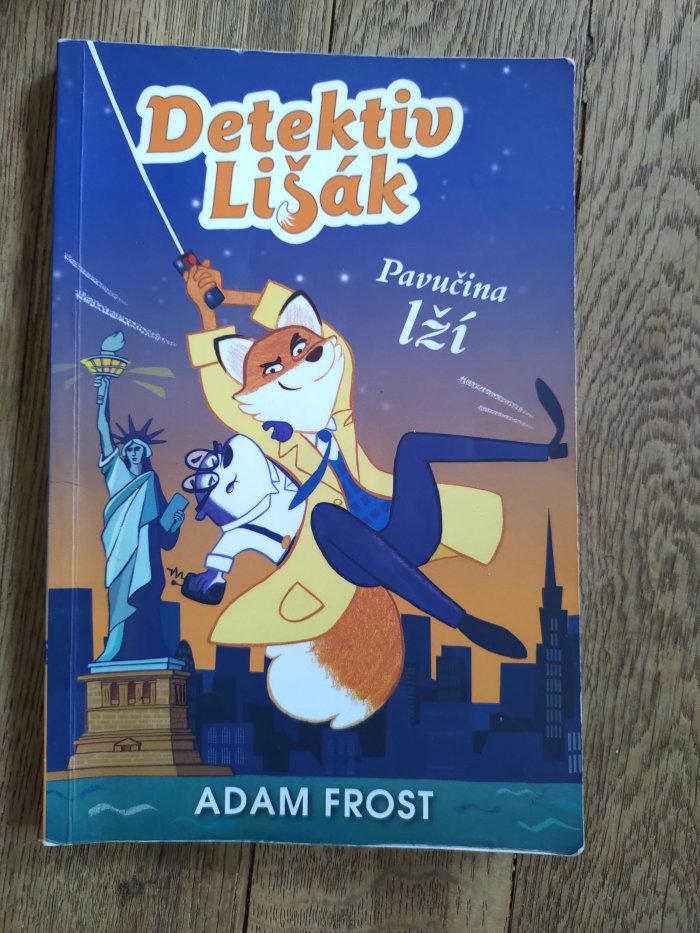 Detektiv
Lišák
Pavučina
lží
ADAM FROST